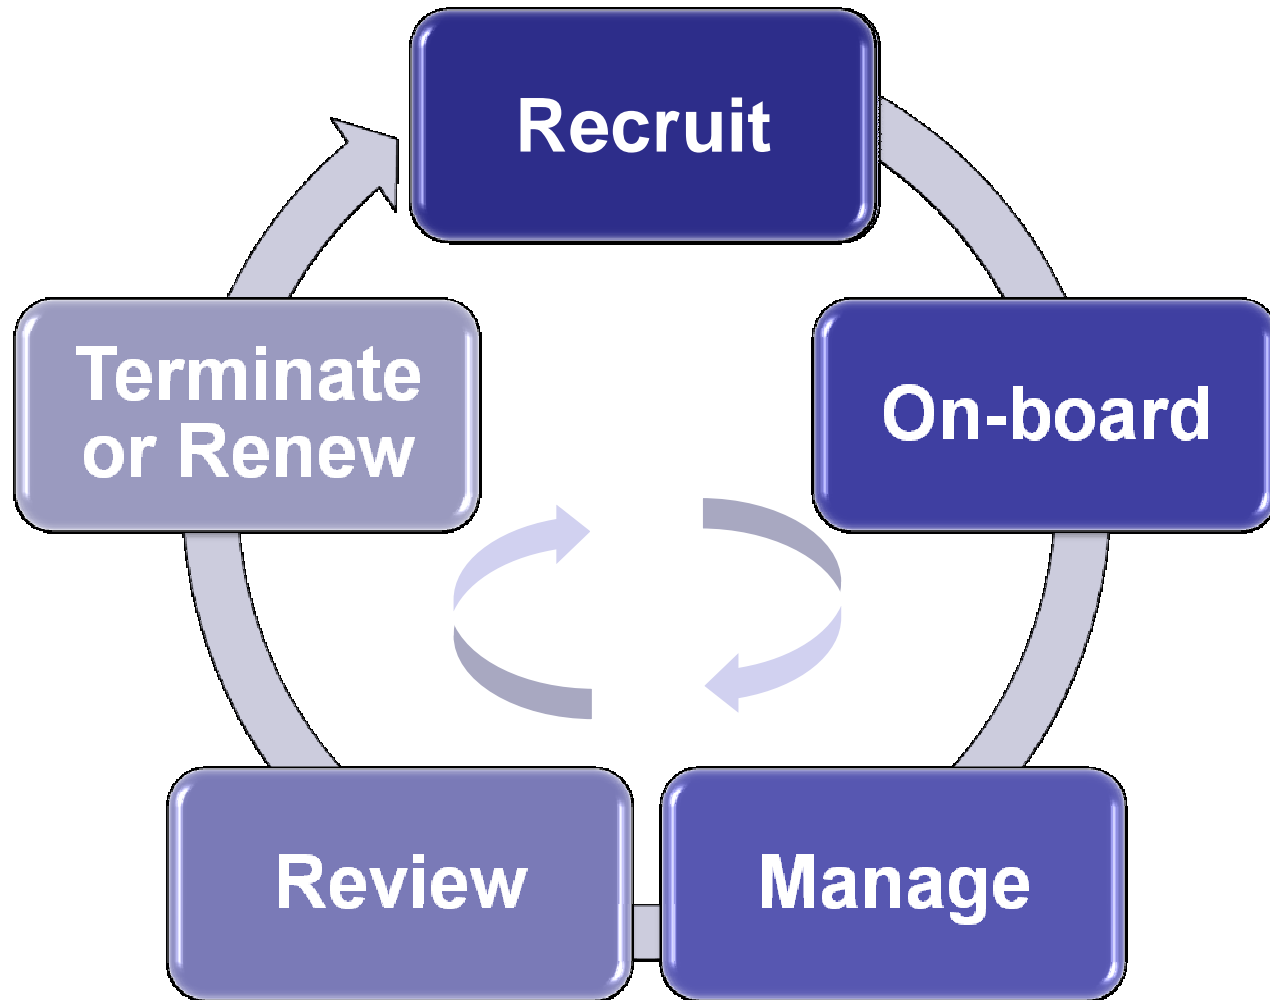 Recruit
On-board
Manage
Review
Terminate
or Renew